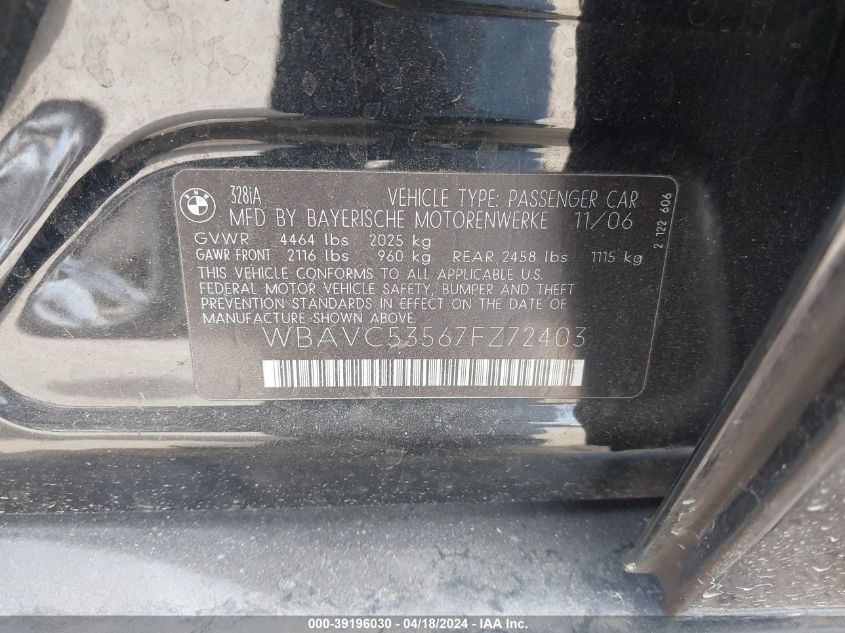 BMW
328iA VEHICLE TYPE: PASSENGER CAR
MFD BY BAYERISCHE MOTORENWERKE 11/06
GVWR 4464 lbs 2025 kg
GAWR FRONT 2116 lbs 960 kg REAR 2458 lbs 1115 kg
THIS VEHICLE CONFORMS TO ALL APPLICABLE U.S.
FEDERAL MOTOR VEHICLE SAFETY, BUMPER AND THEFT
PREVENTION STANDARDS IN EFFECT ON THE DATE OF
MANUFACTURE SHOWN ABOVE.
WBAVC53567FZ72403
2 122 606
000-39196030 - 04/18/2024 - IAA Inc.